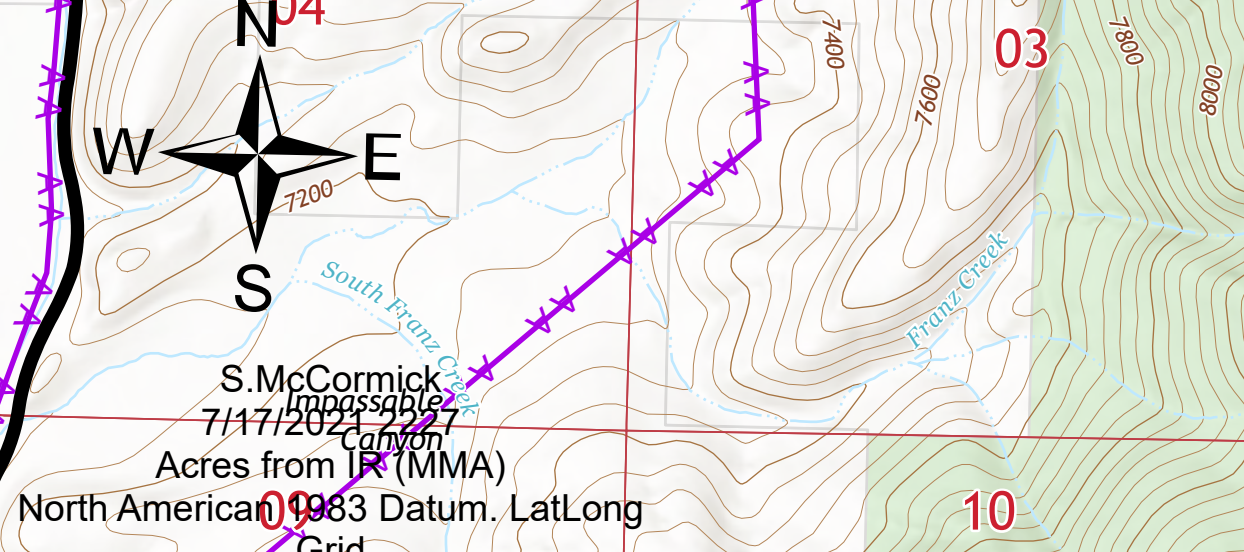 04
N
03
7400
7800
7600
8000
W
E
7200
S
South Franz Creek
Franz Creek
S.McCormick
Impassable
7/17/2021 2227
Canyon
Acres from IR (MMA)
09
North American 1983 Datum. LatLong
10
Grid